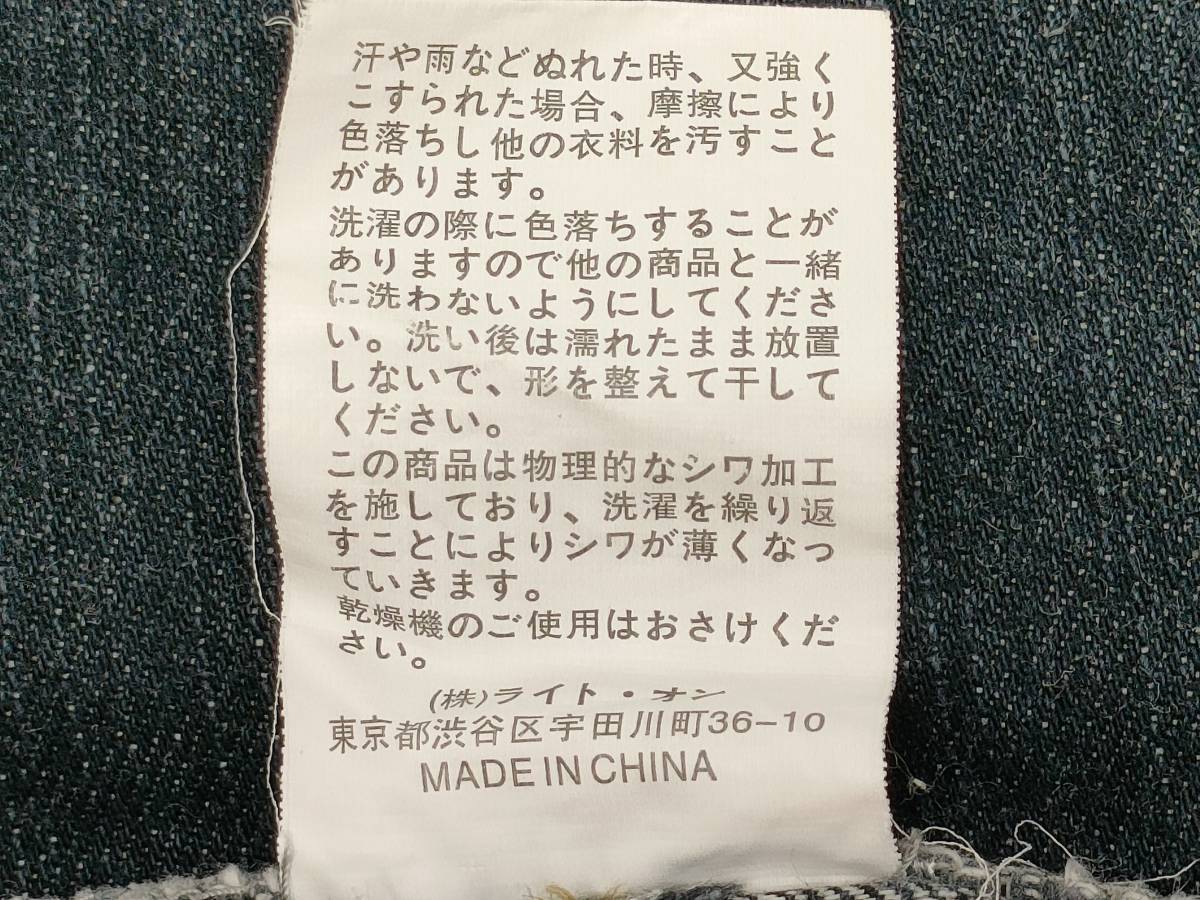 汗や雨などぬれた時、又強く
こすられた場合、摩擦により
色落ちし他の衣料を汚すこと
があります。
洗濯の際に色落ちすることが
ありますので他の商品と一緒
に洗わないようにしてくださ
い。洗い後は濡れたまま放置
しないで、形を整えて干して
ください。
この商品は物理的なシワ加工
を施しており、洗濯を繰り返
すことによりシワが薄くなっ
ていきます。
乾燥機のご使用はおさけくだ
さい。
(株)ライト・オン
東京都渋谷区宇田川町36-10
MADE IN CHINA